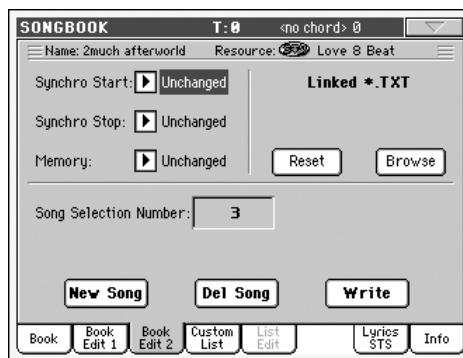 SONGBOOK T:0 <no chord> 0
Name: 2much afterworld Resource: Love 8 Beat
Synchro Start: Unchanged Linked *.TXT
Synchro Stop: Unchanged
Memory: Unchanged Reset Browse
Song Selection Number: 3
New Song Del Song Write
Book Book Edit 1 Book Edit 2 Custom List List Edit Lyrics STS Info